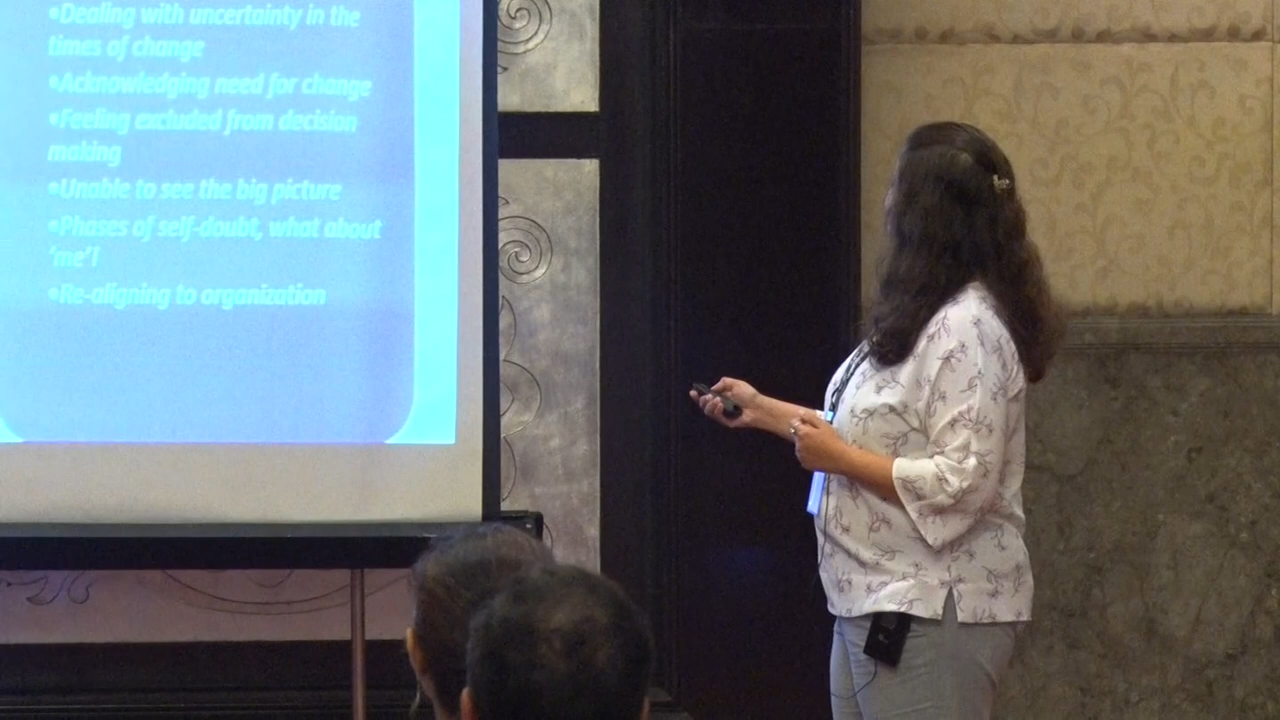 •Dealing with uncertainty in the
times of change
•Acknowledging need for change
•Feeling excluded from decision
making
•Unable to see the big picture
•Phases of self-doubt, what about
'me'!
•Re-aligning to organization